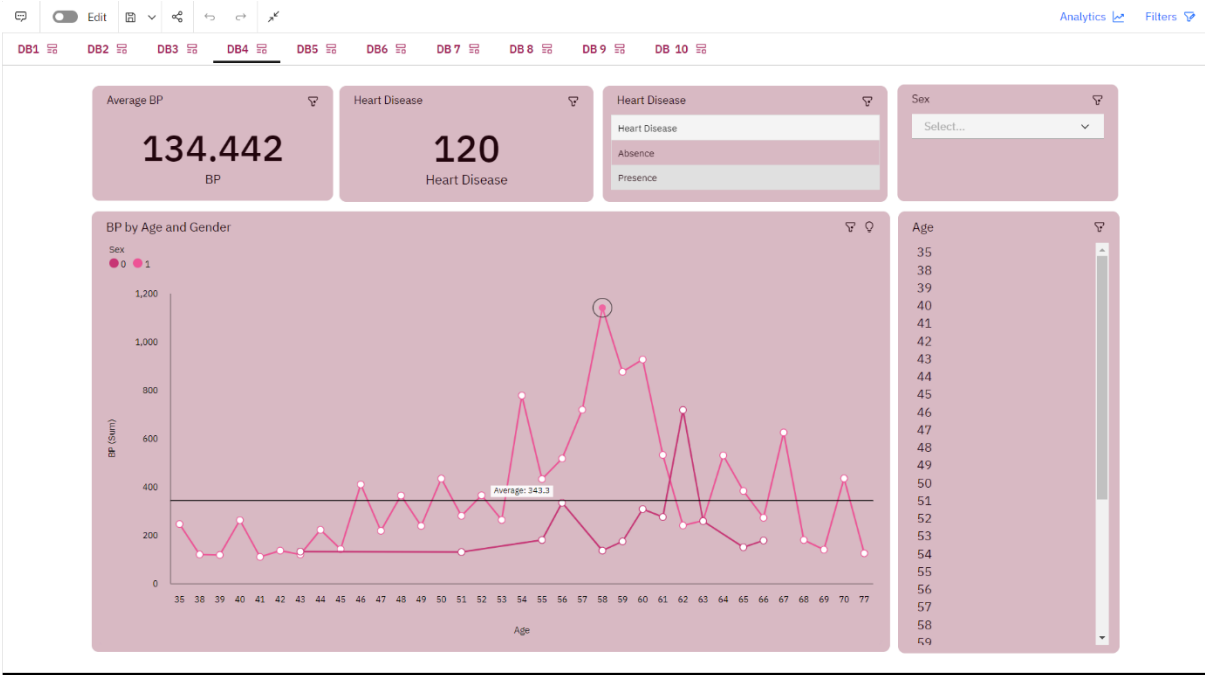 Edit
Analytics
Filters
DB1 DB2 DB3 DB4 DB5 DB6 DB 7 DB 8 DB 9 DB 10
Average BP
134.442
BP
Heart Disease
120
Heart Disease
Heart Disease
Heart Disease
Absence
Presence
Sex
Select...
BP by Age and Gender
Sex
0 1
1,200
1,000
800
600
400
200
0
BP (Sum)
Average: 343.3
35 38 39 40 41 42 43 44 45 46 47 48 49 50 51 52 53 54 55 56 57 58 59 60 61 62 63 64 65 66 67 68 69 70 77
Age
Age
35
38
39
40
41
42
43
44
45
46
47
48
49
50
51
52
53
54
55
56
57
58
59